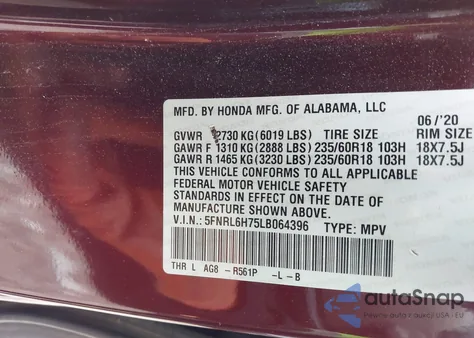 MFD. BY HONDA MFG. OF ALABAMA, LLC
06/'20
GVWR 2730 KG (6019 LBS) TIRE SIZE RIM SIZE
GAWR F 1310 KG (2888 LBS) 235/60R18 103H 18X7.5J
GAWR R 1465 KG (3230 LBS) 235/60R18 103H 18X7.5J
THIS VEHICLE CONFORMS TO ALL APPLICABLE
FEDERAL MOTOR VEHICLE SAFETY
STANDARDS IN EFFECT ON THE DATE OF
MANUFACTURE SHOWN ABOVE.
V.I.N.: 5FNRL6H75LB064396 TYPE: MPV
THR L AG8 -R561P -L -B
autoSnap